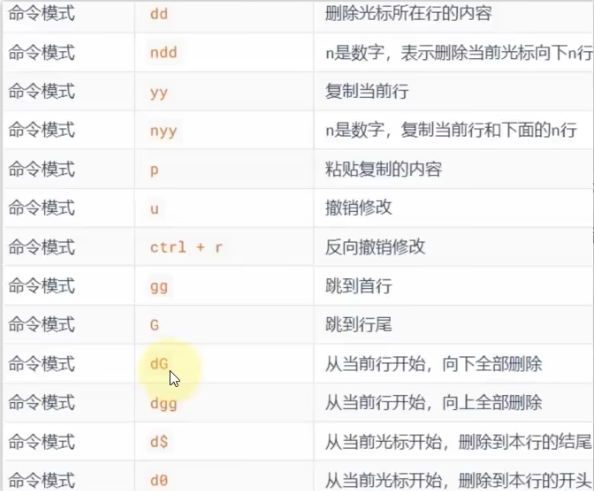 命令模式 dd 删除光标所在行的内容
命令模式 ndd n是数字，表示删除当前光标向下n行
命令模式 yy 复制当前行
命令模式 nyy n是数字，复制当前行和下面的n行
命令模式 p 粘贴复制的内容
命令模式 u 撤销修改
命令模式 ctrl + r 反向撤销修改
命令模式 gg 跳到首行
命令模式 G 跳到行尾
命令模式 dG 从当前行开始，向下全部删除
命令模式 dgg 从当前行开始，向上全部删除
命令模式 d$ 从当前光标开始，删除到本行的结尾
命令模式 d0 从当前光标开始，删除到本行的开头